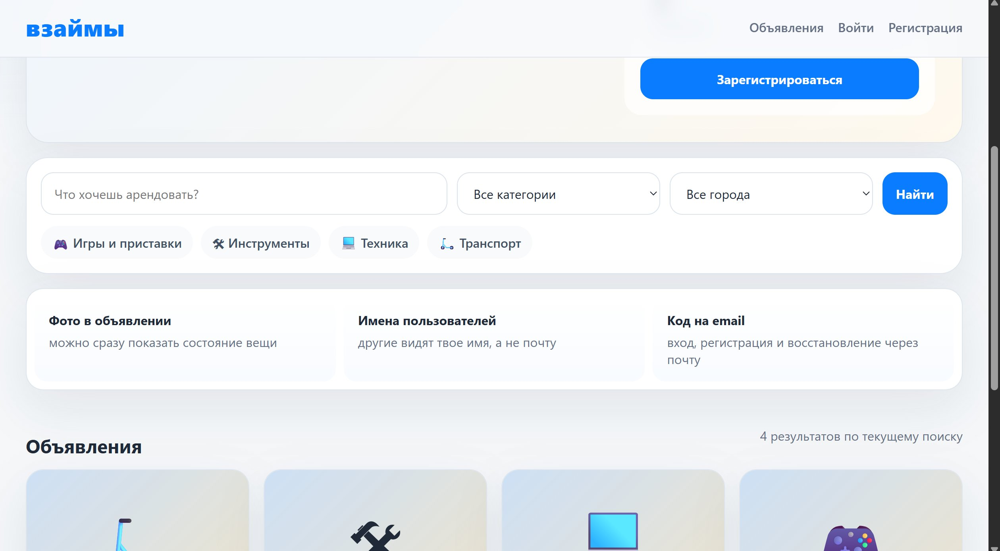 взаймы
Объявления
Войти
Регистрация
Зарегистрироваться
Что хочешь арендовать?
Все категории
Все города
Найти
Игры и приставки
Инструменты
Техника
Транспорт
Фото в объявлении
можно сразу показать состояние вещи
Имена пользователей
другие видят твое имя, а не почту
Код на email
вход, регистрация и восстановление через
почту
Объявления
4 результатов по текущему поиску